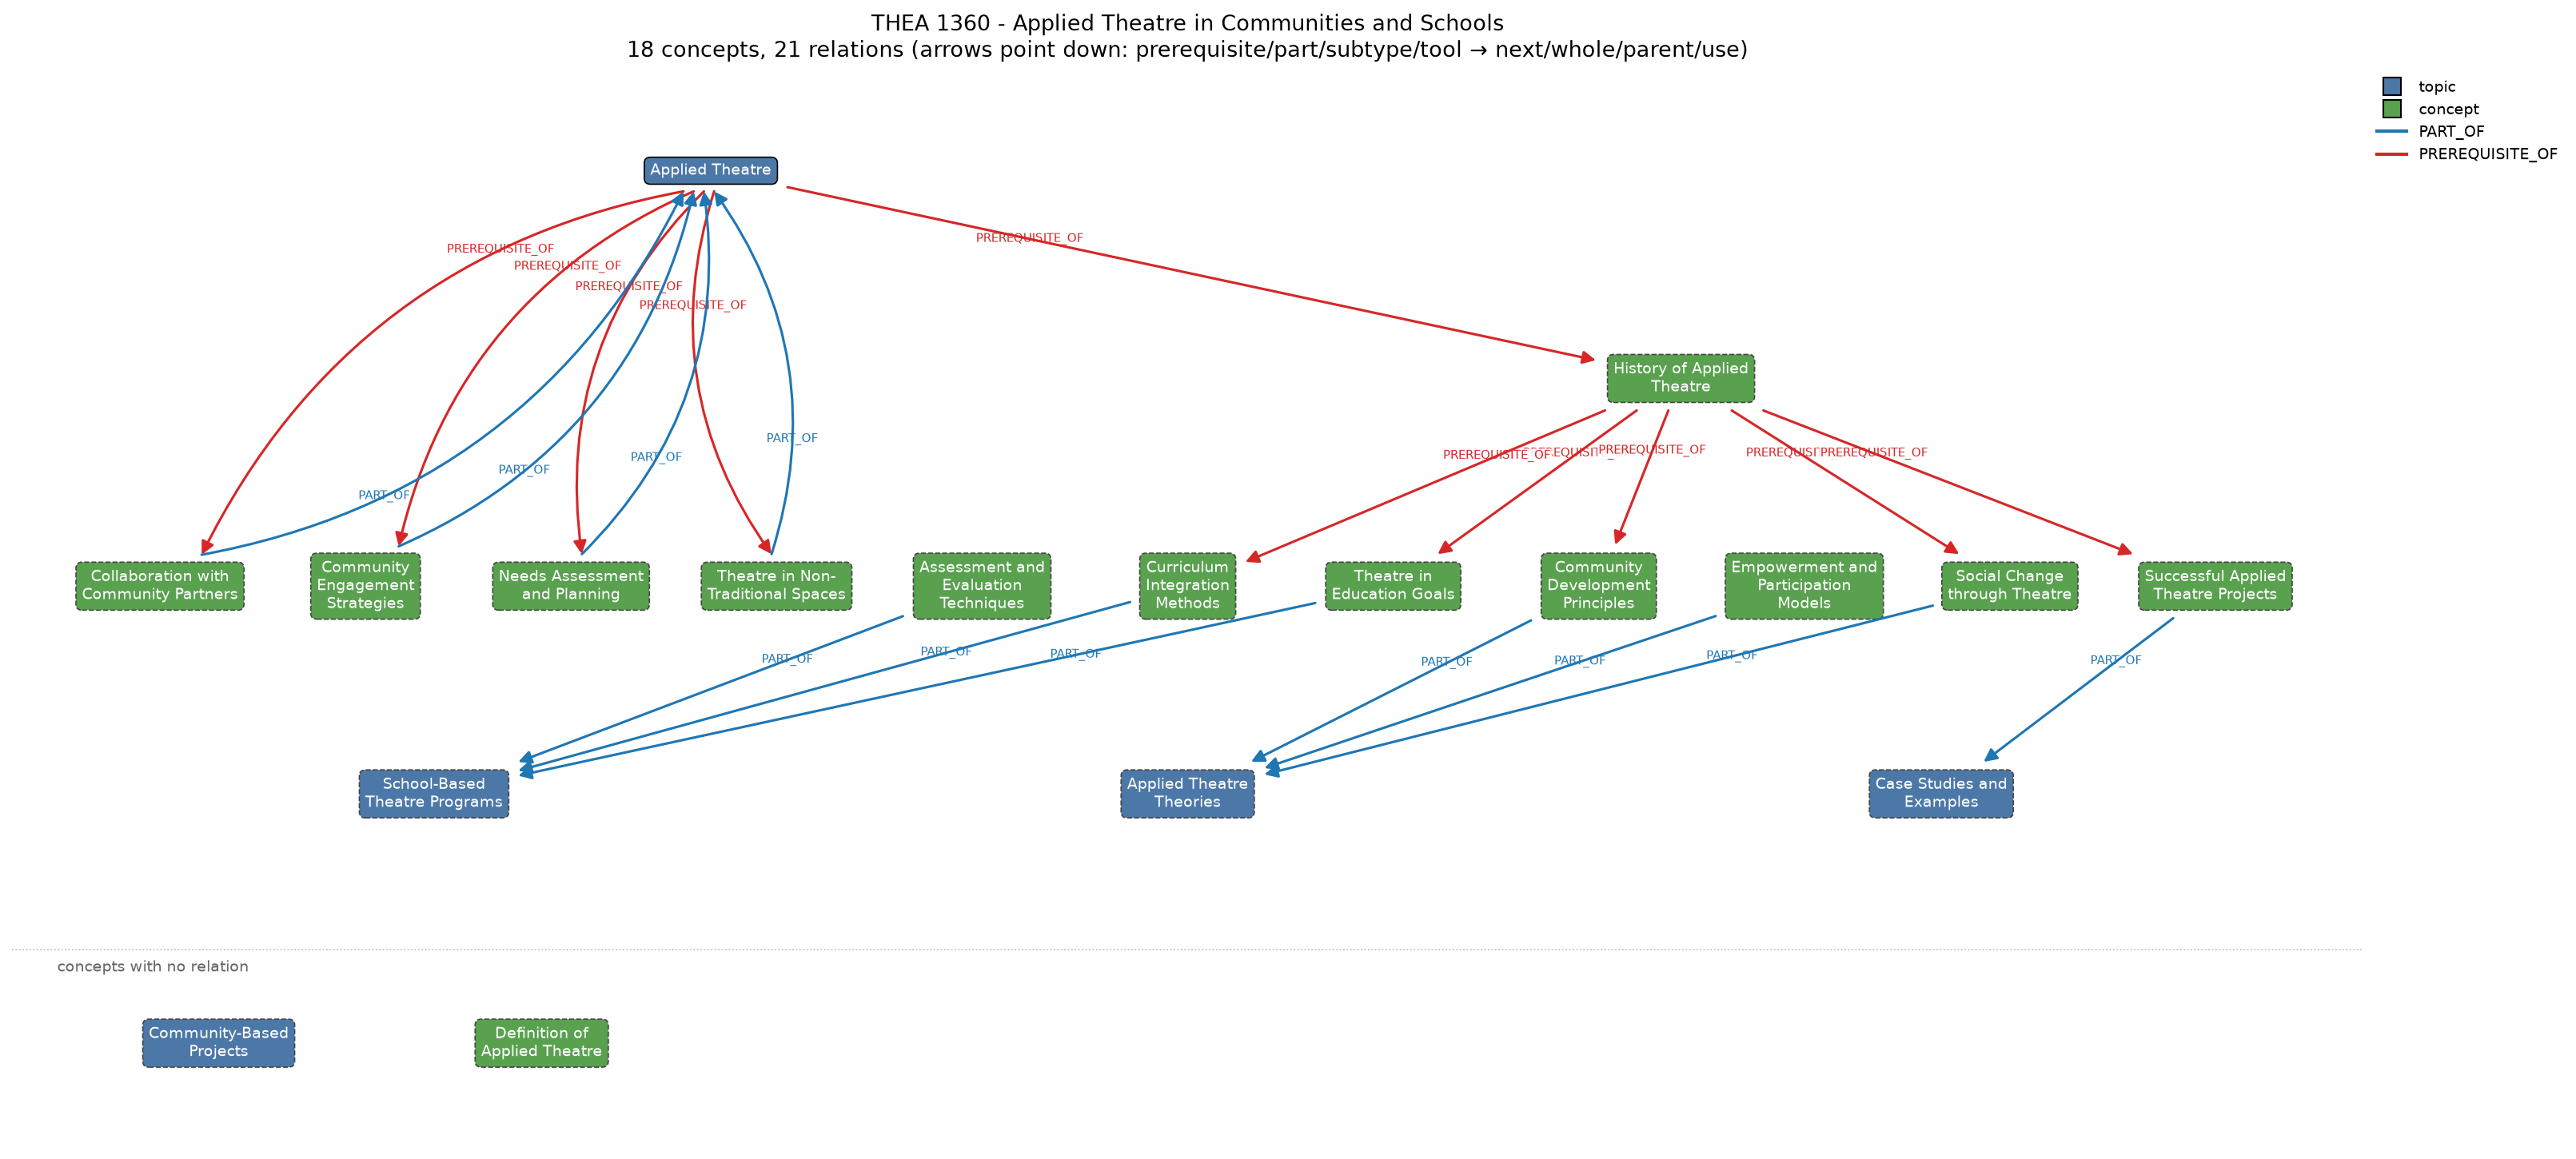 THEA 1360 - Applied Theatre in Communities and Schools
18 concepts, 21 relations (arrows point down: prerequisite/part/subtype/tool → next/whole/parent/use)
topic
concept
PART_OF
PREREQUISITE_OF
Applied Theatre
PREREQUISITE_OF
PREREQUISITE_OF
PREREQUISITE_OF
PREREQUISITE_OF
PREREQUISITE_OF
History of Applied
Theatre
PART_OF
PART_OF
PART_OF
PART_OF
PREREQUISITE_OF
PREREQUISITE_OF
PREREQUISITE_OF
PREREQUISITE_OF
PREREQUISITE_OF
Collaboration with
Community Partners
Community
Engagement
Strategies
Needs Assessment
and Planning
Theatre in Non-
Traditional Spaces
Assessment and
Evaluation
Techniques
Curriculum
Integration
Methods
Theatre in
Education Goals
Community
Development
Principles
Empowerment and
Participation
Models
Social Change
through Theatre
Successful Applied
Theatre Projects
PART_OF
PART_OF
PART_OF
PART_OF
PART_OF
PART_OF
PART_OF
School-Based
Theatre Programs
Applied Theatre
Theories
Case Studies and
Examples
concepts with no relation
Community-Based
Projects
Definition of
Applied Theatre